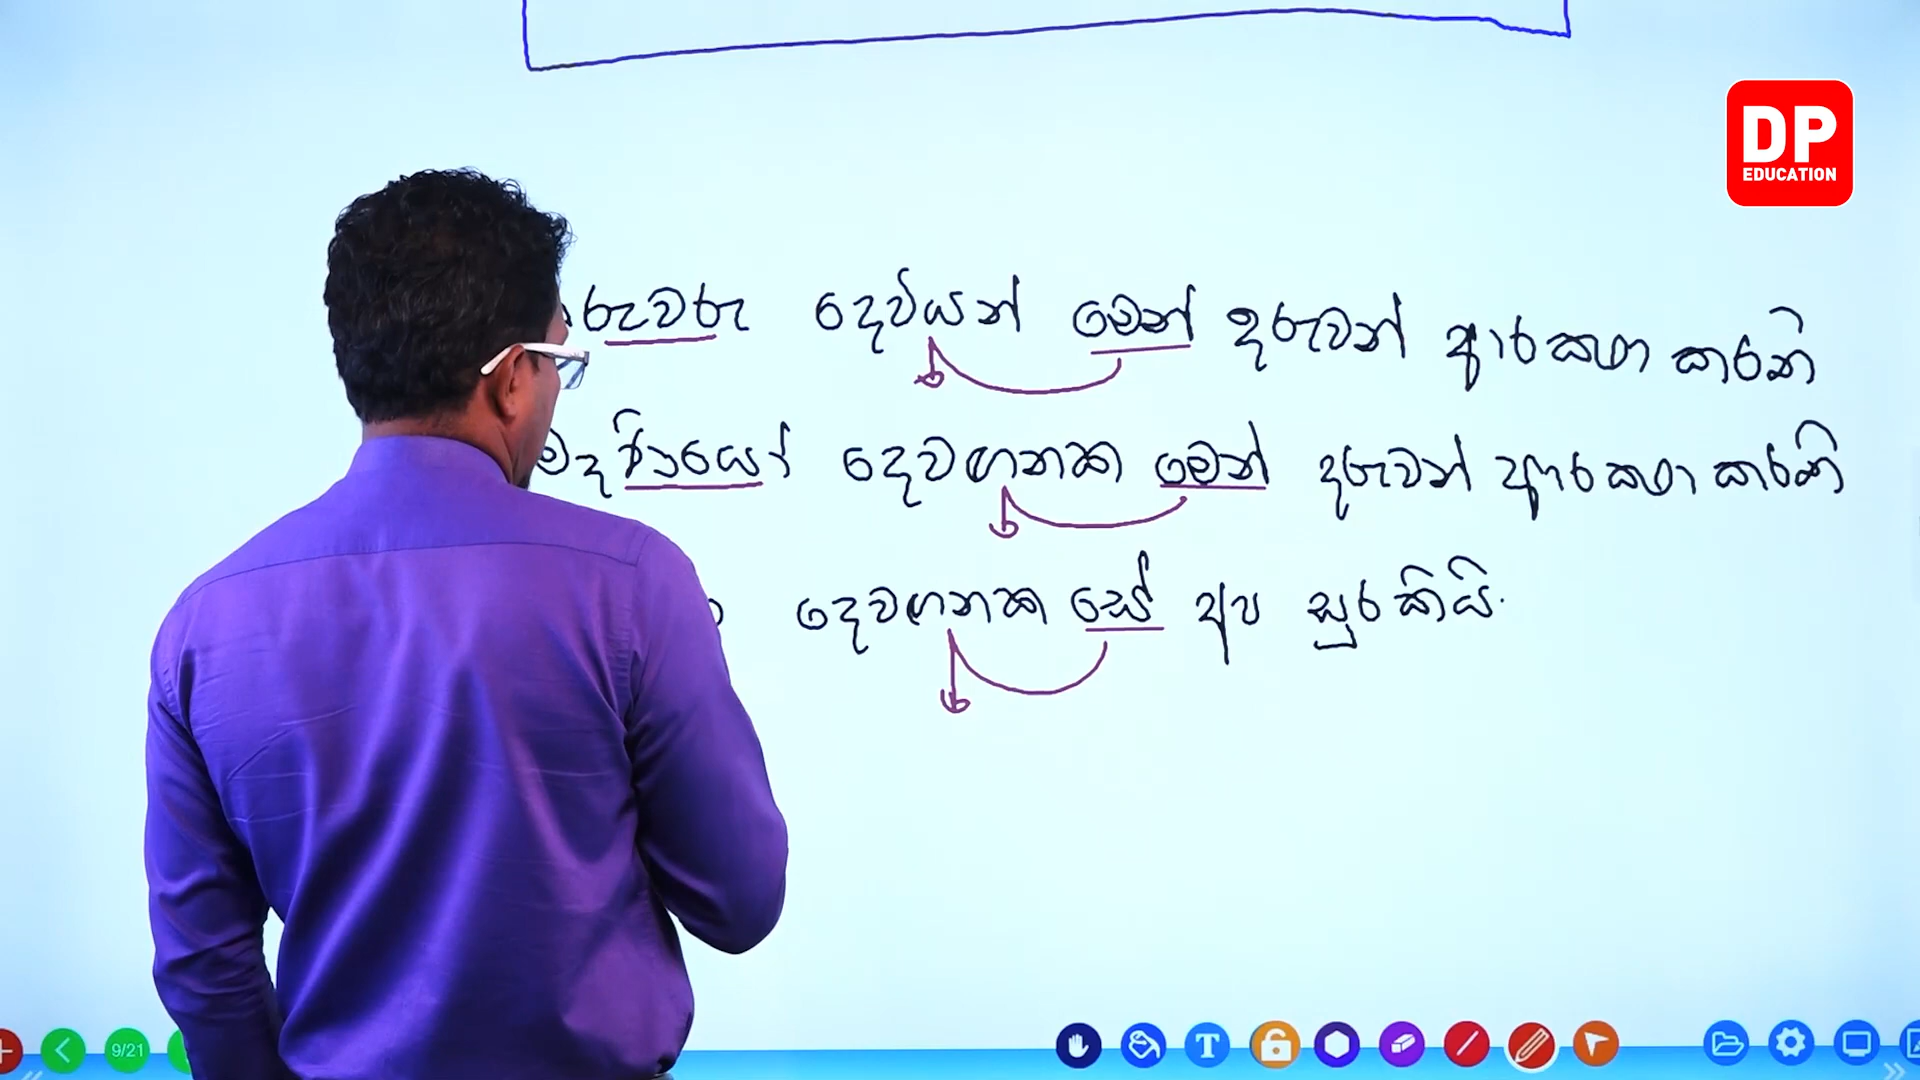 DP
EDUCATION
රුවරු දෙවියන් මෙන් දරුවන් ආරක්ෂා කරති
දෙවඟනක මෙන් දරුවන් ආරක්ෂා කරති
දෙවඟනක සේ අප සුරකියි.
9/21
T